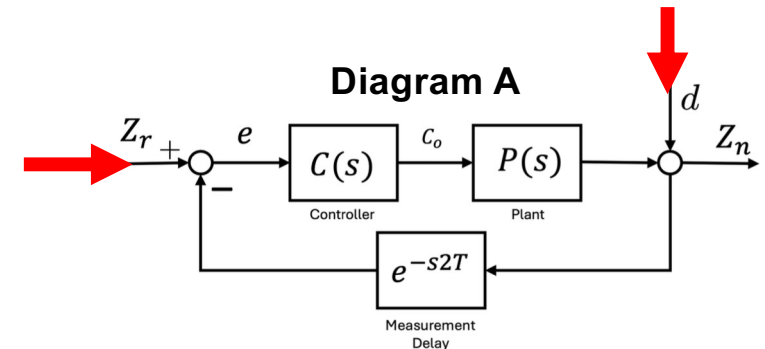 Diagram A
d
Z_r + e C_o Z_n
C(s) P(s)
−
Controller Plant
e^{-s2T}
Measurement
Delay